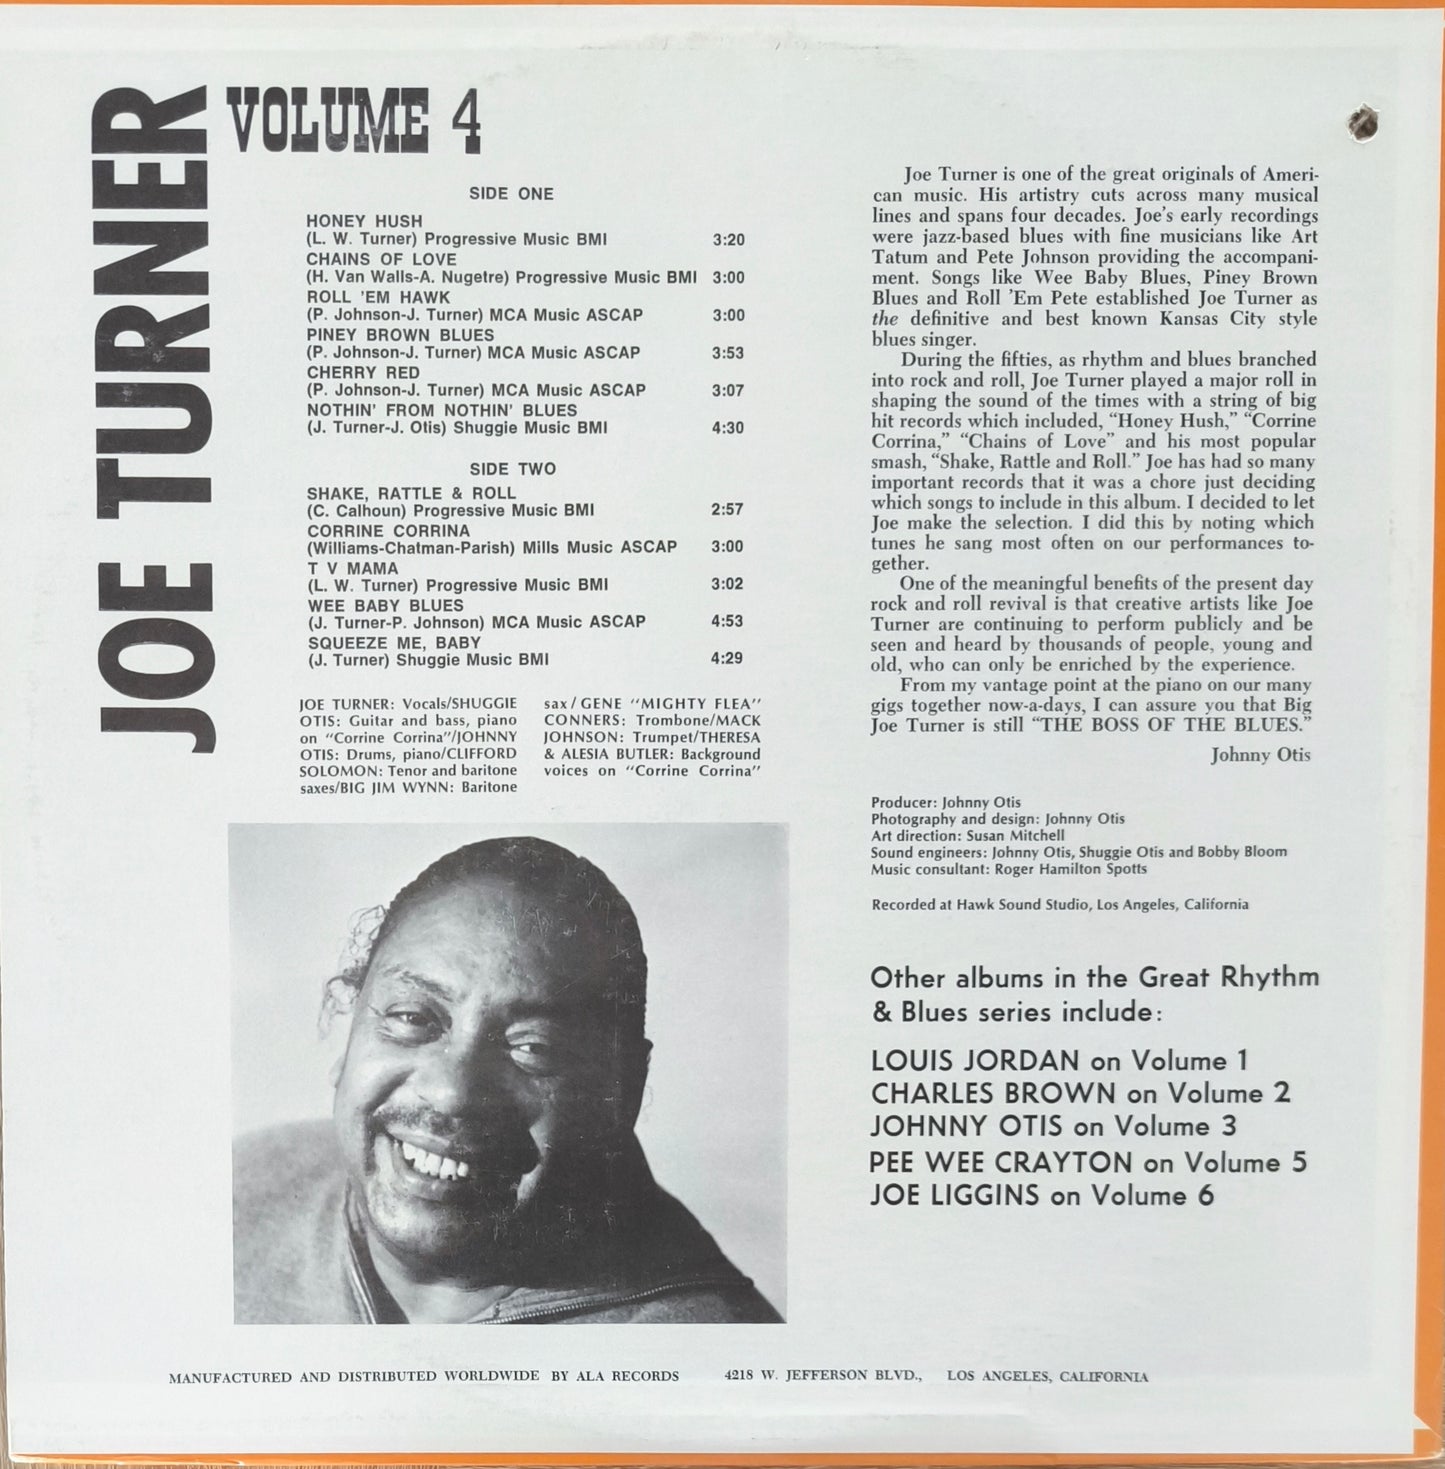 JOE TURNER
VOLUME 4
SIDE ONE
HONEY HUSH
(L. W. Turner) Progressive Music BMI 3:20
CHAINS OF LOVE
(H. Van Walls-A. Nugetre) Progressive Music BMI 3:00
ROLL 'EM HAWK
(P. Johnson-J. Turner) MCA Music ASCAP 3:00
PINEY BROWN BLUES
(P. Johnson-J. Turner) MCA Music ASCAP 3:53
CHERRY RED
(P. Johnson-J. Turner) MCA Music ASCAP 3:07
NOTHIN' FROM NOTHIN' BLUES
(J. Turner-J. Otis) Shuggie Music BMI 4:30
SIDE TWO
SHAKE, RATTLE & ROLL
(C. Calhoun) Progressive Music BMI 2:57
CORRINE CORRINA
(Williams-Chatman-Parish) Mills Music ASCAP 3:00
T V MAMA
(L. W. Turner) Progressive Music BMI 3:02
WEE BABY BLUES
(J. Turner-P. Johnson) MCA Music ASCAP 4:53
SQUEEZE ME, BABY
(J. Turner) Shuggie Music BMI 4:29
JOE TURNER: Vocals/SHUGGIE
OTIS: Guitar and bass, piano
on "Corrine Corrina"/JOHNNY
OTIS: Drums, piano/CLIFFORD
SOLOMON: Tenor and baritone
saxes/BIG JIM WYNN: Baritone
sax/GENE "MIGHTY FLEA"
CONNERS: Trombone/MACK
JOHNSON: Trumpet/THERESA
& ALESIA BUTLER: Background
voices on "Corrine Corrina"
Joe Turner is one of the great originals of Ameri-
can music. His artistry cuts across many musical
lines and spans four decades. Joe's early recordings
were jazz-based blues with fine musicians like Art
Tatum and Pete Johnson providing the accompani-
ment. Songs like Wee Baby Blues, Piney Brown
Blues and Roll 'Em Pete established Joe Turner as
the definitive and best known Kansas City style
blues singer.
During the fifties, as rhythm and blues branched
into rock and roll, Joe Turner played a major roll in
shaping the sound of the times with a string of big
hit records which included, "Honey Hush," "Corrine
Corrina," "Chains of Love" and his most popular
smash, "Shake, Rattle and Roll." Joe has had so many
important records that it was a chore just deciding
which songs to include in this album. I decided to let
Joe make the selection. I did this by noting which
tunes he sang most often on our performances to-
gether.
One of the meaningful benefits of the present day
rock and roll revival is that creative artists like Joe
Turner are continuing to perform publicly and be
seen and heard by thousands of people, young and
old, who can only be enriched by the experience.
From my vantage point at the piano on our many
gigs together now-a-days, I can assure you that Big
Joe Turner is still "THE BOSS OF THE BLUES."
Johnny Otis
Producer: Johnny Otis
Photography and design: Johnny Otis
Art direction: Susan Mitchell
Sound engineers: Johnny Otis, Shuggie Otis and Bobby Bloom
Music consultant: Roger Hamilton Spotts
Recorded at Hawk Sound Studio, Los Angeles, California
Other albums in the Great Rhythm
& Blues series include:
LOUIS JORDAN on Volume 1
CHARLES BROWN on Volume 2
JOHNNY OTIS on Volume 3
PEE WEE CRAYTON on Volume 5
JOE LIGGINS on Volume 6
MANUFACTURED AND DISTRIBUTED WORLDWIDE BY ALA RECORDS 4218 W. JEFFERSON BLVD., LOS ANGELES, CALIFORNIA